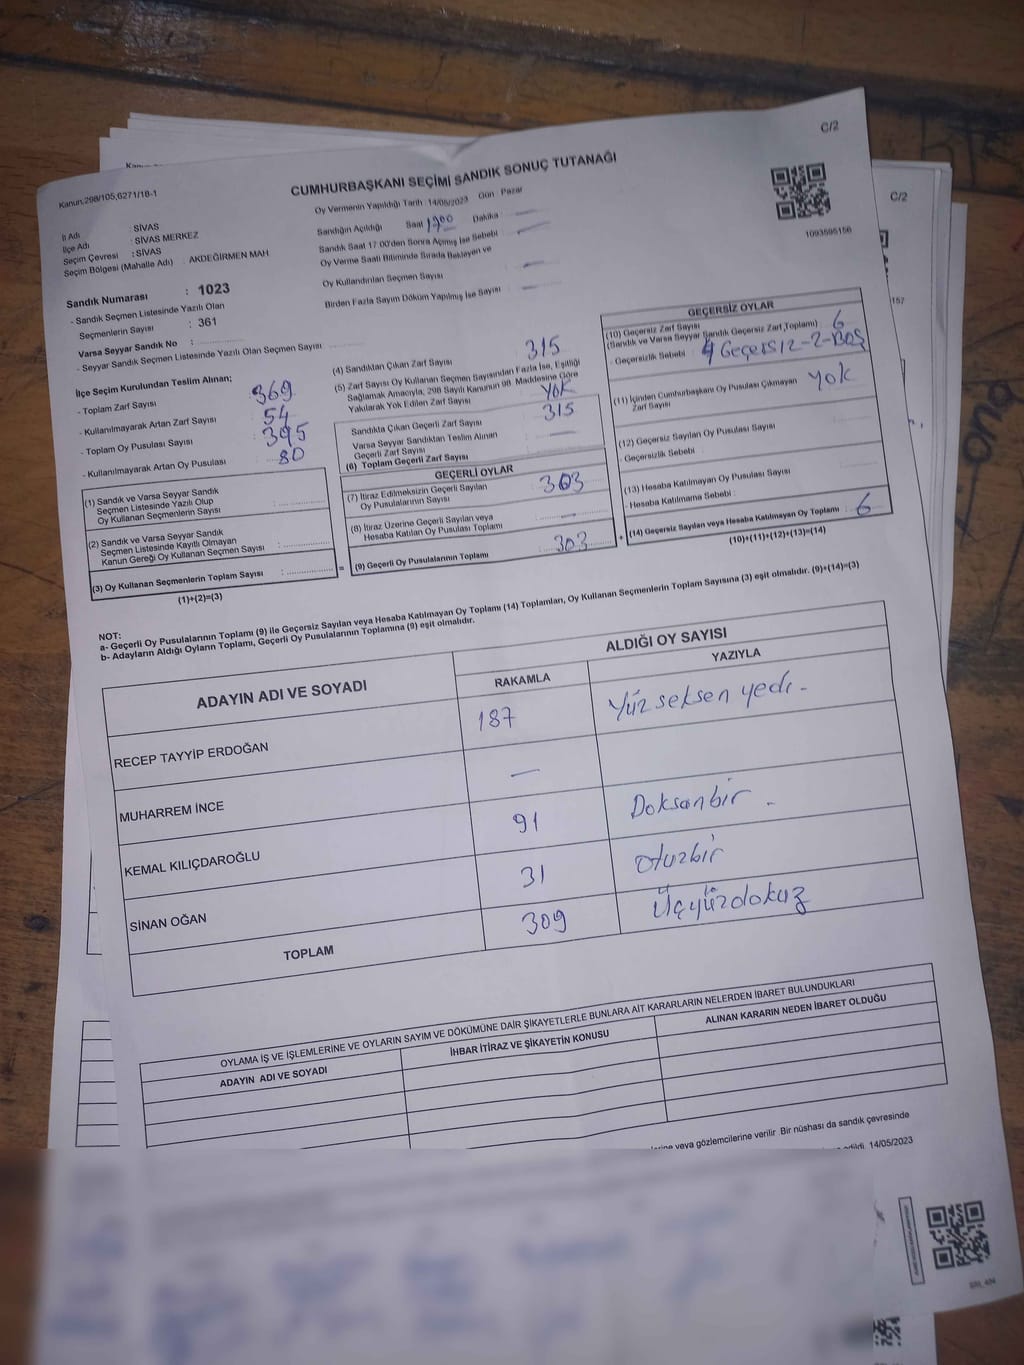 C/2
Kanun,298/105,6271/18-1
CUMHURBAŞKANI SEÇİMİ SANDIK SONUÇ TUTANAĞI
1093595156
İl Adı : SİVAS
İlçe Adı : SİVAS MERKEZ
Seçim Çevresi : SİVAS
Seçim Bölgesi (Mahalle Adı) AKDEĞİRMEN MAH
Sandık Numarası : 1023
- Sandık Seçmen Listesinde Yazılı Olan
Seçmenlerin Sayısı : 361
Varsa Seyyar Sandık No :
- Seyyar Sandık Seçmen Listesinde Yazılı Olan Seçmen Sayısı
Oy Vermenin Yapıldığı Tarih : 14/05/2023 Gün Pazar
Sandığın Açıldığı Saat 1700 Dakika —
Sandık Saat 17:00'den Sonra Açımış İse Sebebi —
Oy Verme Saati Bitiminde Sırada Bekleyen ve
Oy Kullandırılan Seçmen Sayısı —
Birden Fazla Sayım Döküm Yapılmış İse Sayısı —
İlçe Seçim Kurulundan Teslim Alınan;
- Toplam Zarf Sayısı 369
- Kullanılmayarak Artan Zarf Sayısı 54
- Toplam Oy Pusulası Sayısı 395
- Kullanılmayarak Artan Oy Pusulası 80
(1) Sandık ve Varsa Seyyar Sandık
Seçmen Listesinde Yazılı Olup
Oy Kullanan Seçmenlerin Sayısı :
(2) Sandık ve Varsa Seyyar Sandık
Seçmen Listesinde Kayıtlı Olmayan
Kanun Gereği Oy Kullanan Seçmen Sayısı :
(3) Oy Kullanan Seçmenlerin Toplam Sayısı :
(1)+(2)=(3)
(4) Sandıktan Çıkan Zarf Sayısı 315
(5) Zarf Sayısı Oy Kullanan Seçmen Sayısından Fazla İse, Eşitliği
Sağlamak Amacıyla, 298 Sayılı Kanunun 98. Maddesine Göre
Yakılarak Yok Edilen Zarf Sayısı YOK
Sandıkta Çıkan Geçerli Zarf Sayısı 315
Varsa Seyyar Sandıktan Teslim Alınan
Geçerli Zarf Sayısı —
(6) Toplam Geçerli Zarf Sayısı
GEÇERLİ OYLAR
(7) İtiraz Edilmeksizin Geçerli Sayılan
Oy Pusulalarının Sayısı 303
(8) İtiraz Üzerine Geçerli Sayılan veya
Hesaba Katılan Oy Pusulası Toplamı —
= (9) Geçerli Oy Pusulalarının Toplamı 303
GEÇERSİZ OYLAR
(10) Geçersiz Zarf Sayısı
(Sandık ve Varsa Seyyar Sandık Geçersiz Zarf Toplamı) 6
- Geçersizlik Sebebi : 4 Geçersiz-2-Boş
(11) İçinden Cumhurbaşkanı Oy Pusulası Çıkmayan
Zarf Sayısı Yok
(12) Geçersiz Sayılan Oy Pusulası Sayısı
- Geçersizlik Sebebi :
(13) Hesaba Katılmayan Oy Pusulası Sayısı
- Hesaba Katılmama Sebebi :
+ (14) Geçersiz Sayılan veya Hesaba Katılmayan Oy Toplamı : 6
(10)+(11)+(12)+(13)=(14)
NOT:
a- Geçerli Oy Pusulalarının Toplamı (9) ile Geçersiz Sayılan veya Hesaba Katılmayan Oy Toplamı (14) Toplamları, Oy Kullanan Seçmenlerin Toplam Sayısına (3) eşit olmalıdır. (9)+(14)=(3)
b- Adayların Aldığı Oyların Toplamı, Geçerli Oy Pusulalarının Toplamına (9) eşit olmalıdır.
ADAYIN ADI VE SOYADI
ALDIĞI OY SAYISI
RAKAMLA YAZIYLA
RECEP TAYYİP ERDOĞAN 187 Yüz seksen yedi -
MUHARREM İNCE —
KEMAL KILIÇDAROĞLU 91 Doksanbir -
SİNAN OĞAN 31 Otuzbir
TOPLAM 309 Üçyüzdokuz
OYLAMA İŞ VE İŞLEMLERİNE VE OYLARIN SAYIM VE DÖKÜMÜNE DAİR ŞİKAYETLERLE BUNLARA AİT KARARLARIN NELERDEN İBARET BULUNDUKLARI
ADAYIN ADI VE SOYADI İHBAR İTİRAZ VE ŞİKAYETİN KONUSU ALINAN KARARIN NEDEN İBARET OLDUĞU
veya gözlemcilerine verilir. Bir nüshası da sandık çevresinde
edildi. 14/05/2023
C/2
157